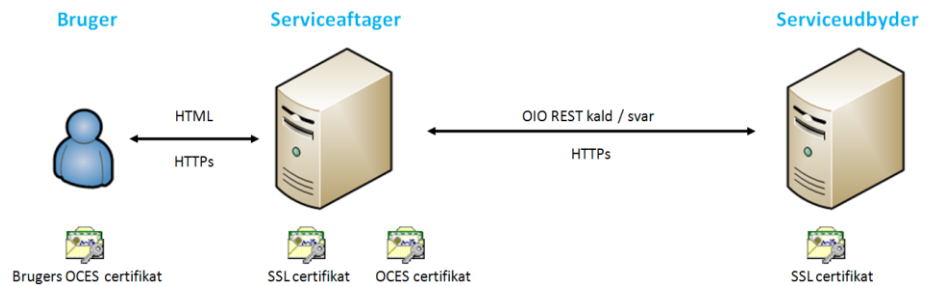 Bruger
Serviceaftager
Serviceudbyder
HTML
HTTPs
OIO REST kald / svar
HTTPs
Brugers OCES certifikat
SSL certifikat
OCES certifikat
SSL certifikat